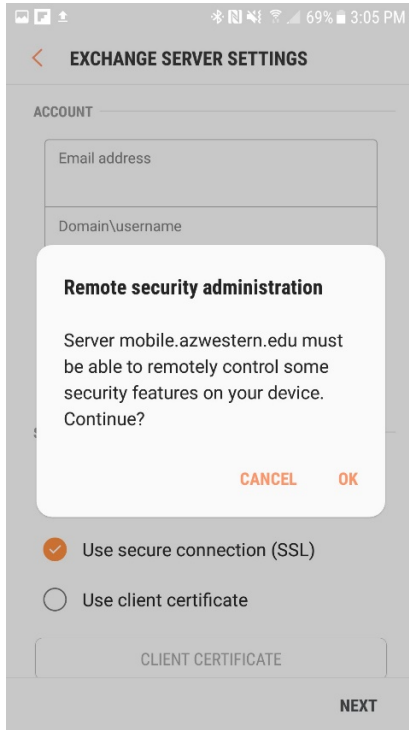 69% 3:05 PM
EXCHANGE SERVER SETTINGS
ACCOUNT
Email address
Domain\username
Remote security administration
Server mobile.azwestern.edu must
be able to remotely control some
security features on your device.
Continue?
CANCEL OK
Use secure connection (SSL)
Use client certificate
CLIENT CERTIFICATE
NEXT